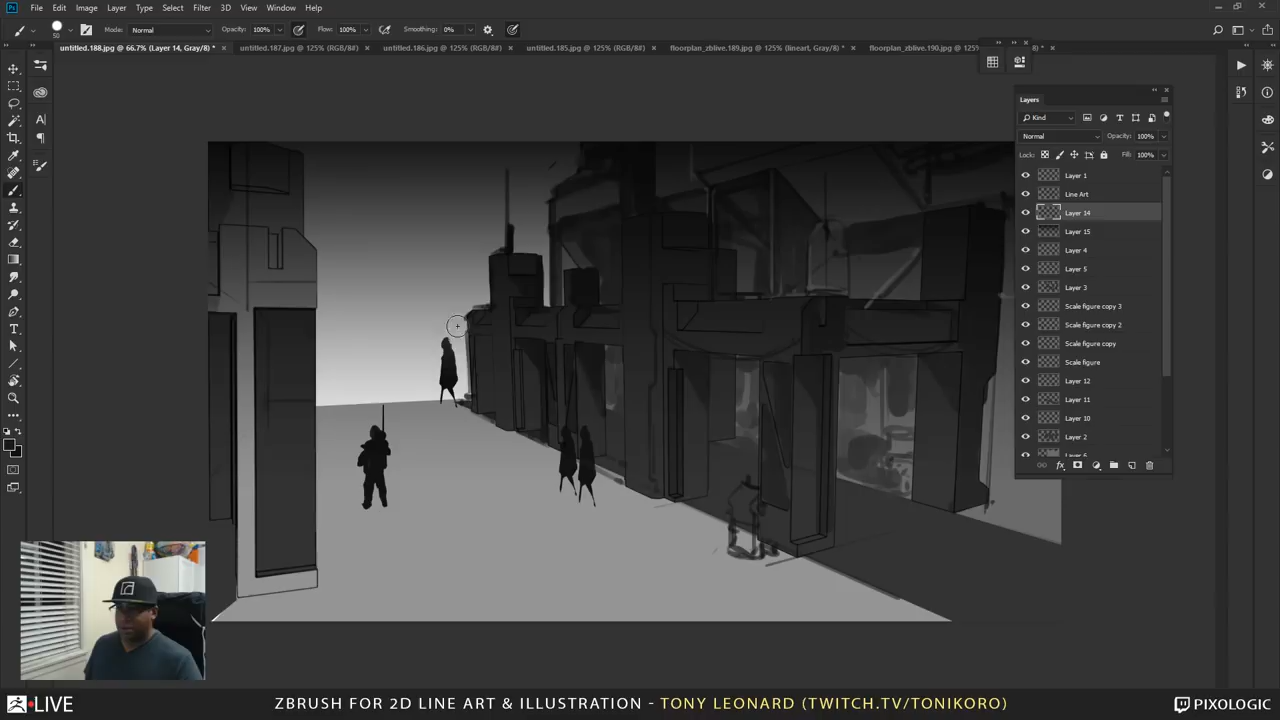 Ps File Edit Image Layer Type Select Filter 3D View Window Help
50 Mode: Normal Opacity: 100% Flow: 100% Smoothing: 0%
untitled.188.jpg @ 66.7% (Layer 14, Gray/8) * × untitled.187.jpg @ 125% (RGB/8#) × untitled.186.jpg @ 125% (RGB/8#) × untitled.185.jpg @ 125% (RGB/8#) × floorplan_zblive.189.jpg @ 125% (lineart, Gray/8) * × floorplan_zblive.190.jpg @ 125% * ×
Layers
Kind
Normal Opacity: 100%
Lock: Fill: 100%
Layer 1
Line Art
Layer 14
Layer 15
Layer 4
Layer 5
Layer 3
Scale figure copy 3
Scale figure copy 2
Scale figure copy
Scale figure
Layer 12
Layer 11
Layer 10
Layer 2
Layer 6
LIVE ZBRUSH FOR 2D LINE ART & ILLUSTRATION - TONY LEONARD (TWITCH.TV/TONIKORO) PIXOLOGIC